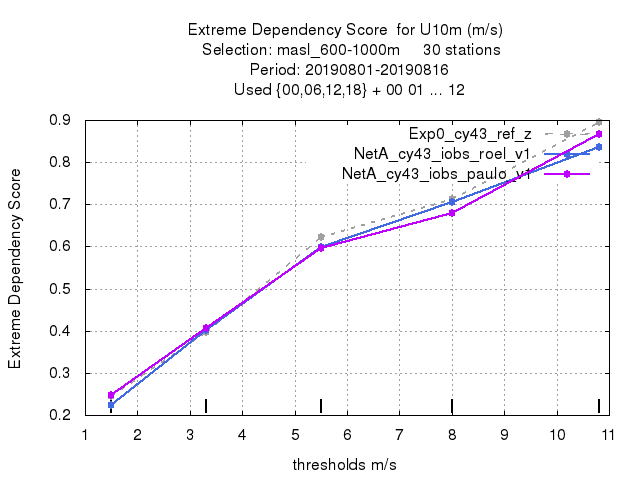 Extreme Dependency Score  for U10m (m/s)
Selection: masl_600-1000m     30 stations
Period: 20190801-20190816
Used {00,06,12,18} + 00 01 ... 12
Exp0_cy43_ref_z
NetA_cy43_iobs_roel_v1
NetA_cy43_iobs_paulo_v1
Extreme Dependency Score
0.9
0.8
0.7
0.6
0.5
0.4
0.3
0.2
1 2 3 4 5 6 7 8 9 10 11
thresholds m/s